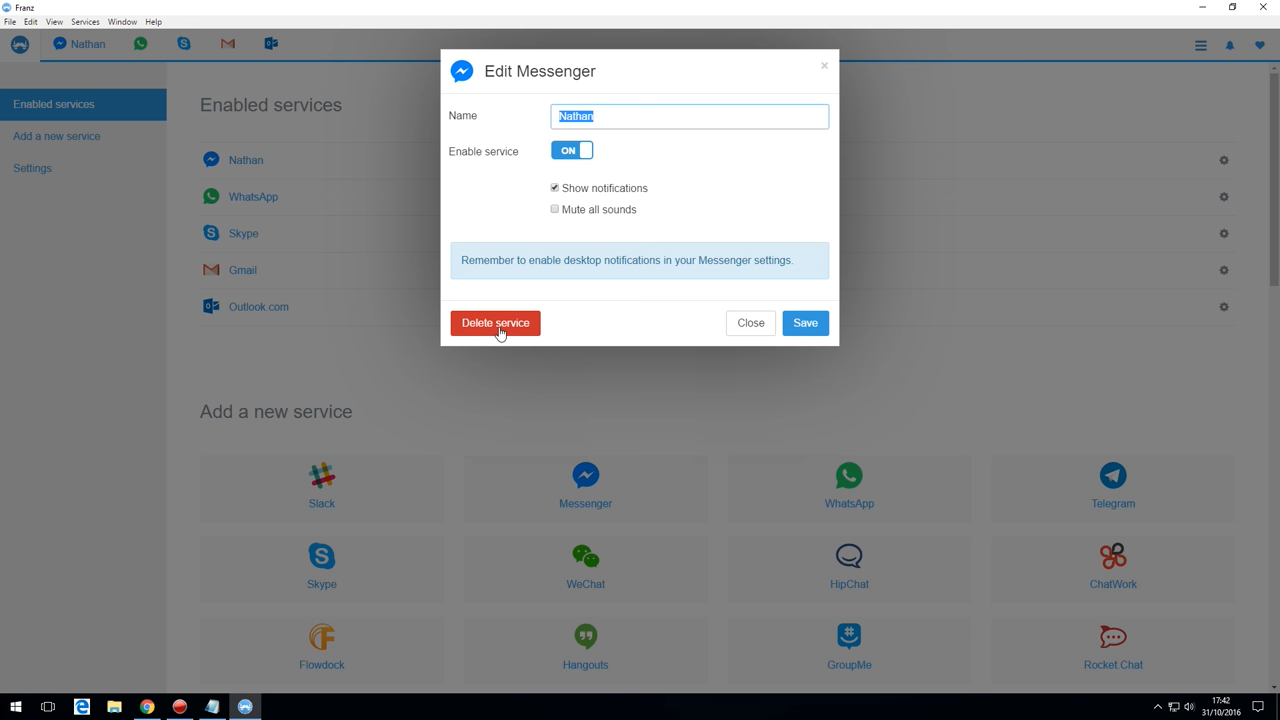 Franz
File Edit View Services Window Help
Nathan
Edit Messenger
×
Name
Nathan
Enable service
ON
Show notifications
Mute all sounds
Remember to enable desktop notifications in your Messenger settings.
Delete service
Close
Save
Enabled services
Add a new service
Settings
Enabled services
Nathan
WhatsApp
Skype
Gmail
Outlook.com
Add a new service
Slack
Messenger
WhatsApp
Telegram
Skype
WeChat
HipChat
ChatWork
Flowdock
Hangouts
GroupMe
Rocket Chat
17:42
31/10/2016